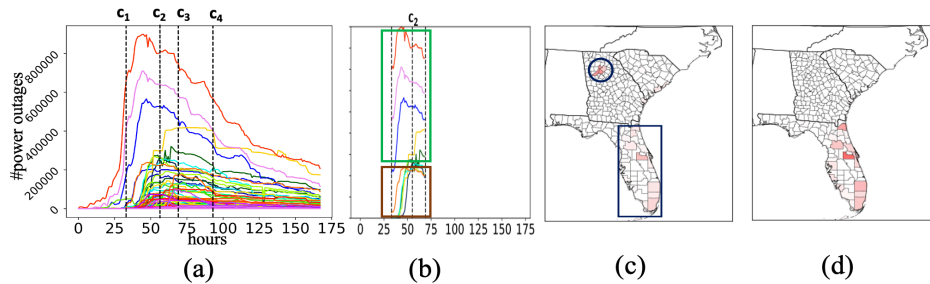 c1 c2 c3 c4
#power outages
800000
600000
400000
200000
0
0 25 50 75 100 125 150 175
hours
(a)
c2
0 25 50 75 100 125 150 175
(b)
(c)
(d)